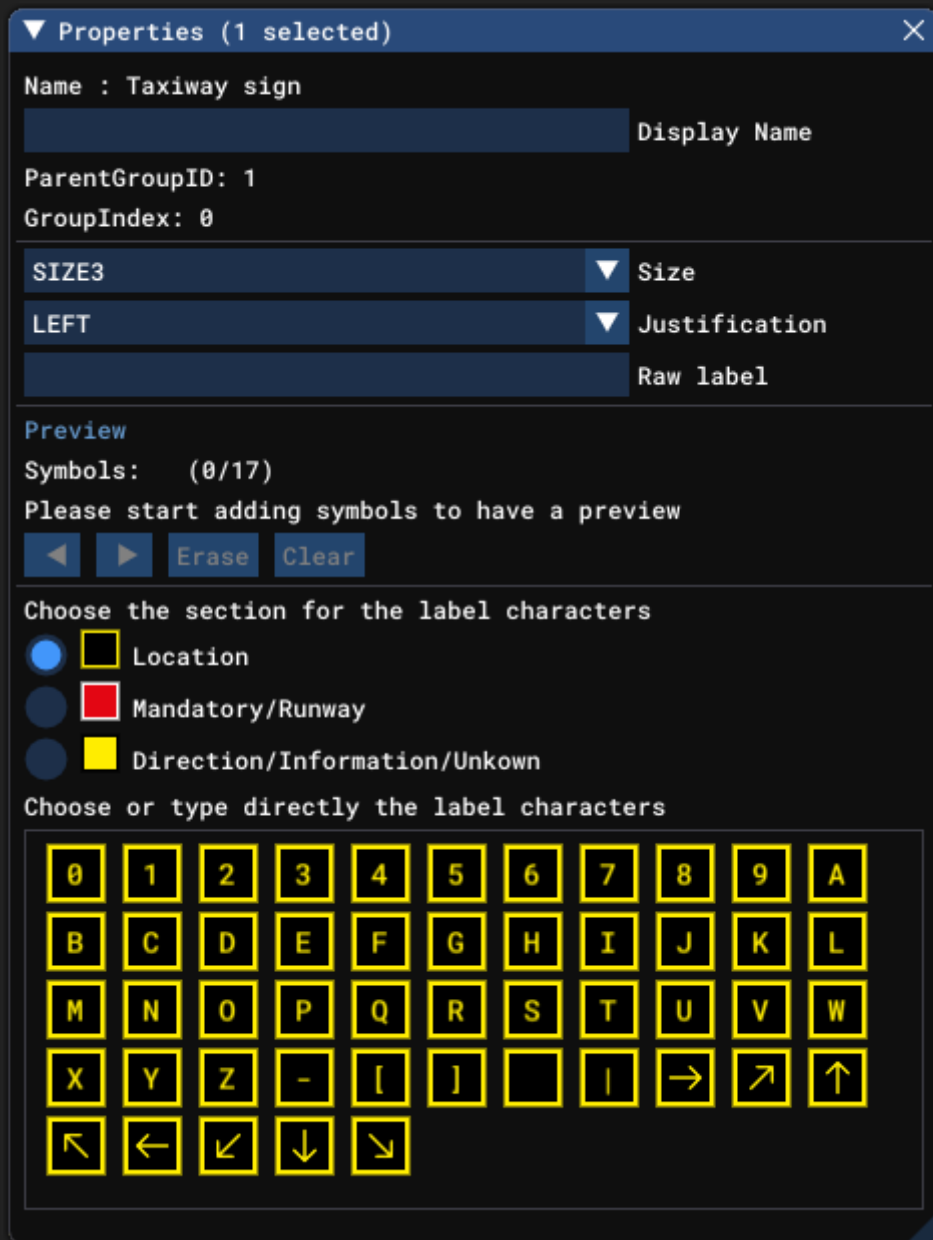 ▼ Properties (1 selected) ×
Name : Taxiway sign
Display Name
ParentGroupID: 1
GroupIndex: 0
SIZE3 ▼ Size
LEFT ▼ Justification
Raw label
Preview
Symbols: (0/17)
Please start adding symbols to have a preview
◀ ▶ Erase Clear
Choose the section for the label characters
Location
Mandatory/Runway
Direction/Information/Unkown
Choose or type directly the label characters
0 1 2 3 4 5 6 7 8 9 A
B C D E F G H I J K L
M N O P Q R S T U V W
X Y Z - [ ] | → ↗ ↑
↖ ← ↙ ↓ ↘